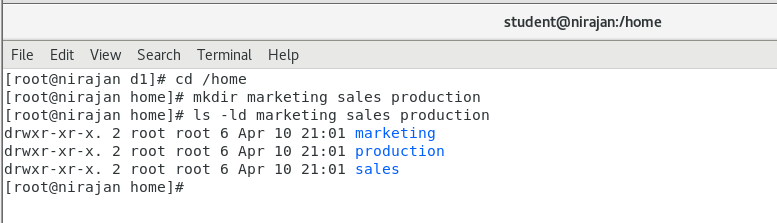 student@nirajan:/home
File Edit View Search Terminal Help
[root@nirajan d1]# cd /home
[root@nirajan home]# mkdir marketing sales production
[root@nirajan home]# ls -ld marketing sales production
drwxr-xr-x. 2 root root 6 Apr 10 21:01 marketing
drwxr-xr-x. 2 root root 6 Apr 10 21:01 production
drwxr-xr-x. 2 root root 6 Apr 10 21:01 sales
[root@nirajan home]#